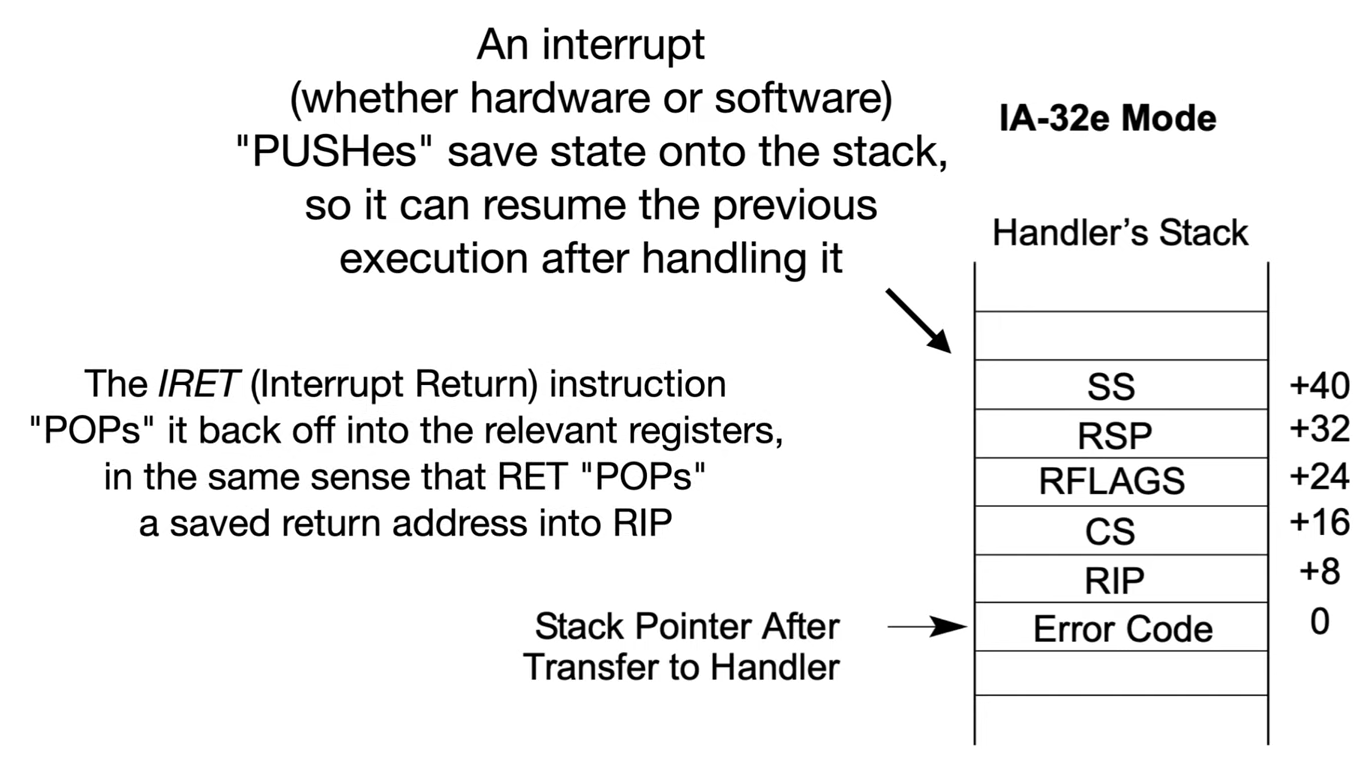 An interrupt
(whether hardware or software)
"PUSHes" save state onto the stack,
so it can resume the previous
execution after handling it
The IRET (Interrupt Return) instruction
"POPs" it back off into the relevant registers,
in the same sense that RET "POPs"
a saved return address into RIP
IA-32e Mode
Handler's Stack
SS +40
RSP +32
RFLAGS +24
CS +16
RIP +8
Error Code 0
Stack Pointer After
Transfer to Handler